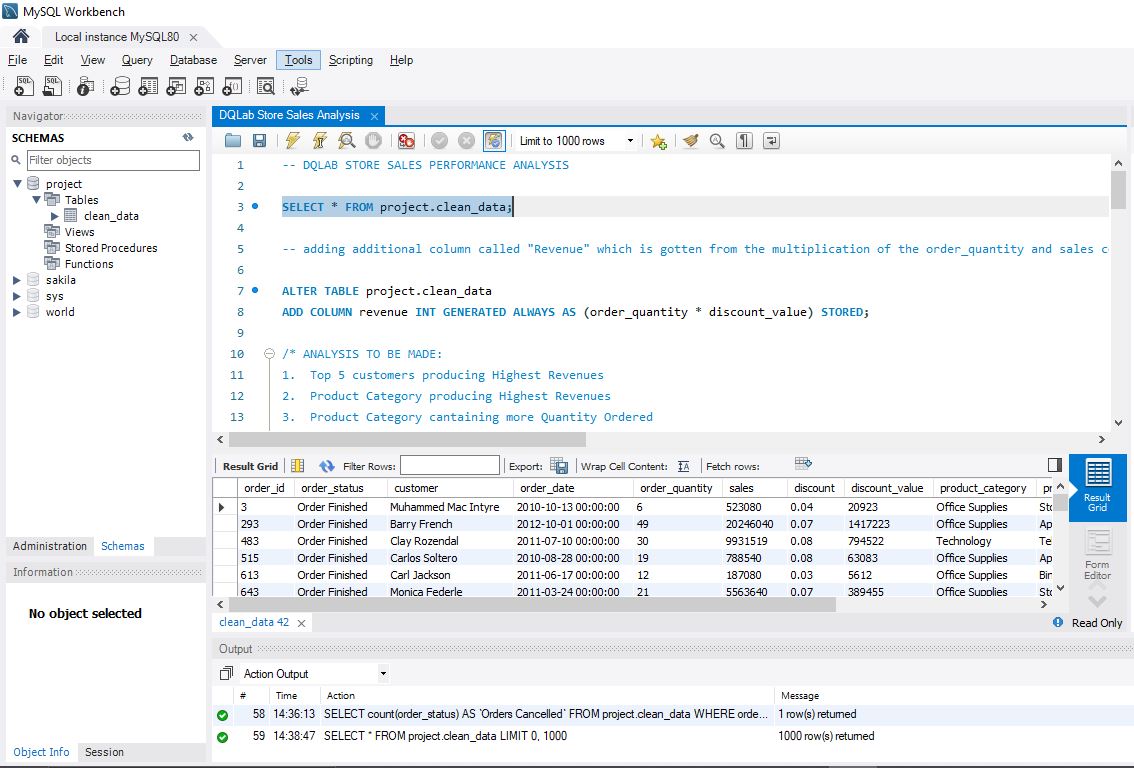 MySQL Workbench
Local instance MySQL80
File Edit View Query Database Server Tools Scripting Help
Navigator
SCHEMAS
Filter objects
project
Tables
clean_data
Views
Stored Procedures
Functions
sakila
sys
world
Administration Schemas
Information
No object selected
Object Info Session
DQLab Store Sales Analysis
Limit to 1000 rows
1 -- DQLAB STORE SALES PERFORMANCE ANALYSIS
2
3 SELECT * FROM project.clean_data;
4
5 -- adding additional column called "Revenue" which is gotten from the multiplication of the order_quantity and sales c
6
7 ALTER TABLE project.clean_data
8 ADD COLUMN revenue INT GENERATED ALWAYS AS (order_quantity * discount_value) STORED;
9
10 /* ANALYSIS TO BE MADE:
11 1. Top 5 customers producing Highest Revenues
12 2. Product Category producing Highest Revenues
13 3. Product Category cantaining more Quantity Ordered
Result Grid Filter Rows: Export: Wrap Cell Content: IA Fetch rows:
order_id order_status customer order_date order_quantity sales discount discount_value product_category pr
3 Order Finished Muhammed Mac Intyre 2010-10-13 00:00:00 6 523080 0.04 20923 Office Supplies Sto
293 Order Finished Barry French 2012-10-01 00:00:00 49 20246040 0.07 1417223 Office Supplies Ap
483 Order Finished Clay Rozendal 2011-07-10 00:00:00 30 9931519 0.08 794522 Technology Tel
515 Order Finished Carlos Soltero 2010-08-28 00:00:00 19 788540 0.08 63083 Office Supplies Ap
613 Order Finished Carl Jackson 2011-06-17 00:00:00 12 187080 0.03 5612 Office Supplies Bin
643 Order Finished Monica Federle 2011-03-24 00:00:00 21 5563640 0.07 389455 Office Supplies Sto
Result
Grid
Form
Editor
clean_data 42
Read Only
Output
Action Output
# Time Action Message
58 14:36:13 SELECT count(order_status) AS `Orders Cancelled` FROM project.clean_data WHERE orde... 1 row(s) returned
59 14:38:47 SELECT * FROM project.clean_data LIMIT 0, 1000 1000 row(s) returned